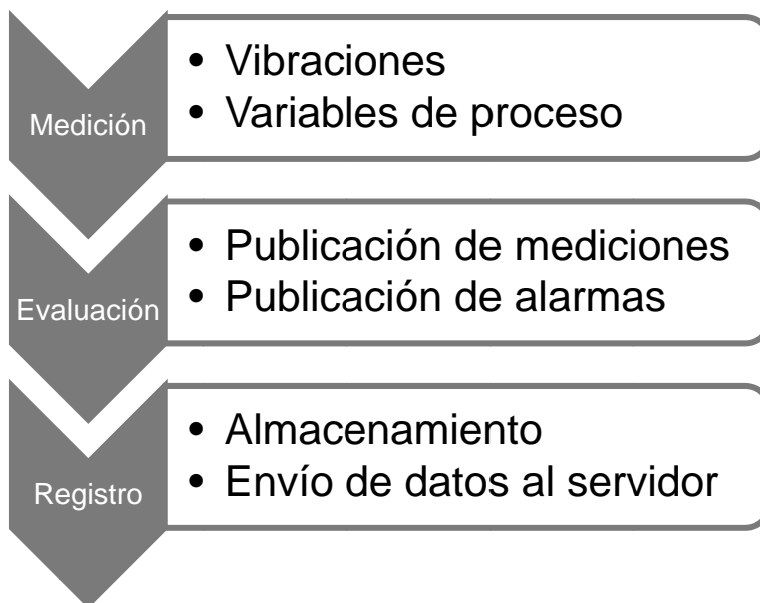 Medición
• Vibraciones
• Variables de proceso
Evaluación
• Publicación de mediciones
• Publicación de alarmas
Registro
• Almacenamiento
• Envío de datos al servidor